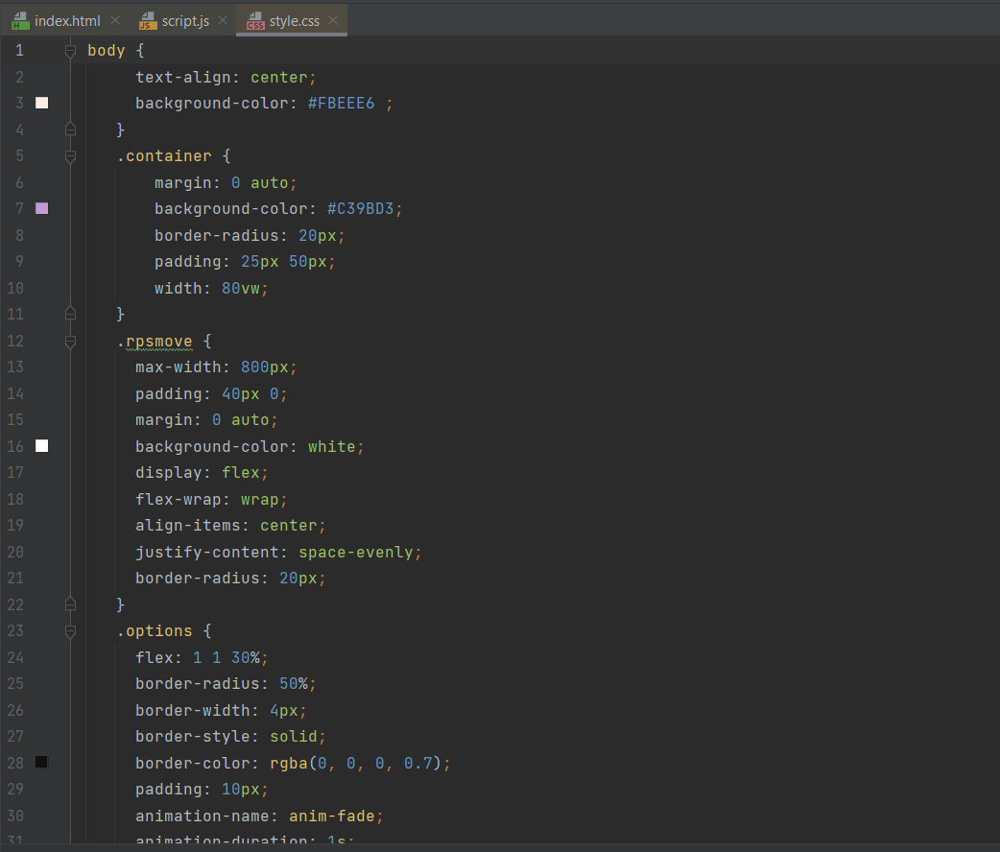 index.html script.js style.css
1 body {
2 text-align: center;
3 background-color: #FBEEE6 ;
4 }
5 .container {
6 margin: 0 auto;
7 background-color: #C39BD3;
8 border-radius: 20px;
9 padding: 25px 50px;
10 width: 80vw;
11 }
12 .rpsmove {
13 max-width: 800px;
14 padding: 40px 0;
15 margin: 0 auto;
16 background-color: white;
17 display: flex;
18 flex-wrap: wrap;
19 align-items: center;
20 justify-content: space-evenly;
21 border-radius: 20px;
22 }
23 .options {
24 flex: 1 1 30%;
25 border-radius: 50%;
26 border-width: 4px;
27 border-style: solid;
28 border-color: rgba(0, 0, 0, 0.7);
29 padding: 10px;
30 animation-name: anim-fade;
31 animation-duration: 1s;